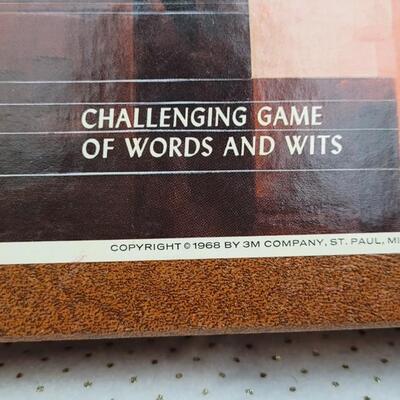 CHALLENGING GAME
OF WORDS AND WITS
COPYRIGHT © 1968 BY 3M COMPANY, ST. PAUL,